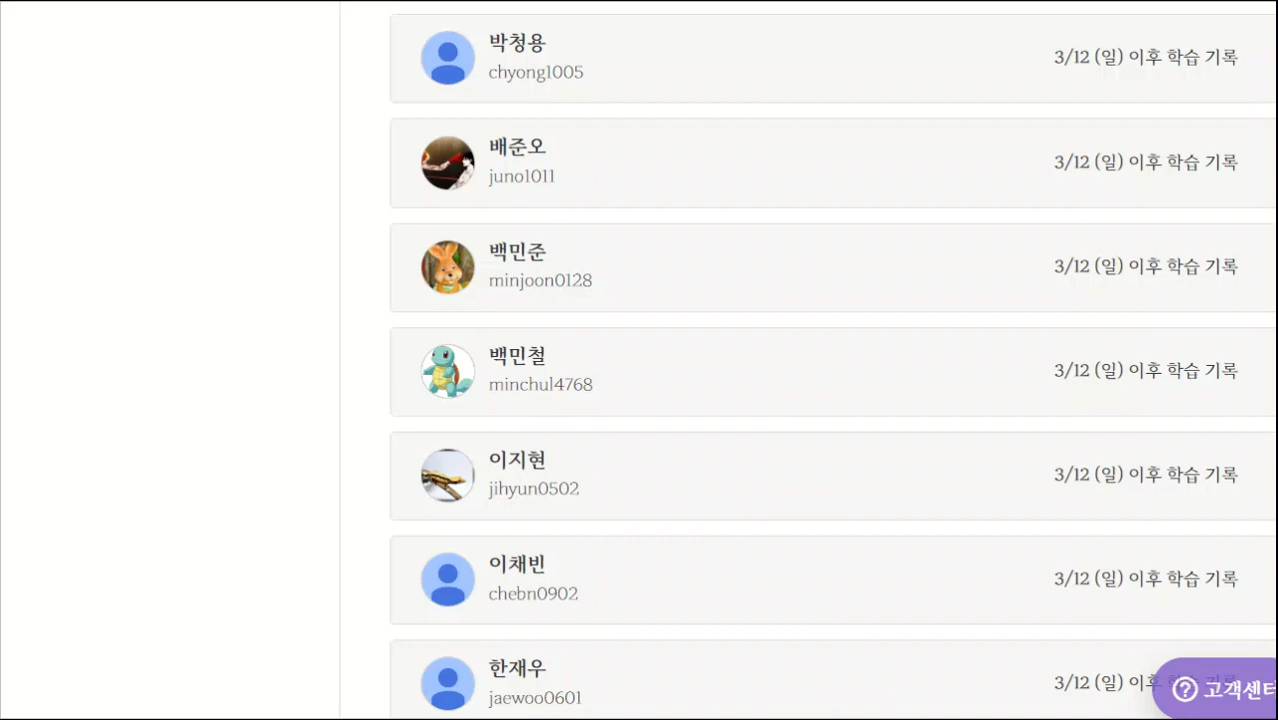 박청용
chyong1005
3/12 (일) 이후 학습 기록
배준오
juno1011
3/12 (일) 이후 학습 기록
백민준
minjoon0128
3/12 (일) 이후 학습 기록
백민철
minchul4768
3/12 (일) 이후 학습 기록
이지현
jihyun0502
3/12 (일) 이후 학습 기록
이채빈
chebn0902
3/12 (일) 이후 학습 기록
한재우
jaewoo0601
3/12 (일) 이후 학습 기록
고객센터